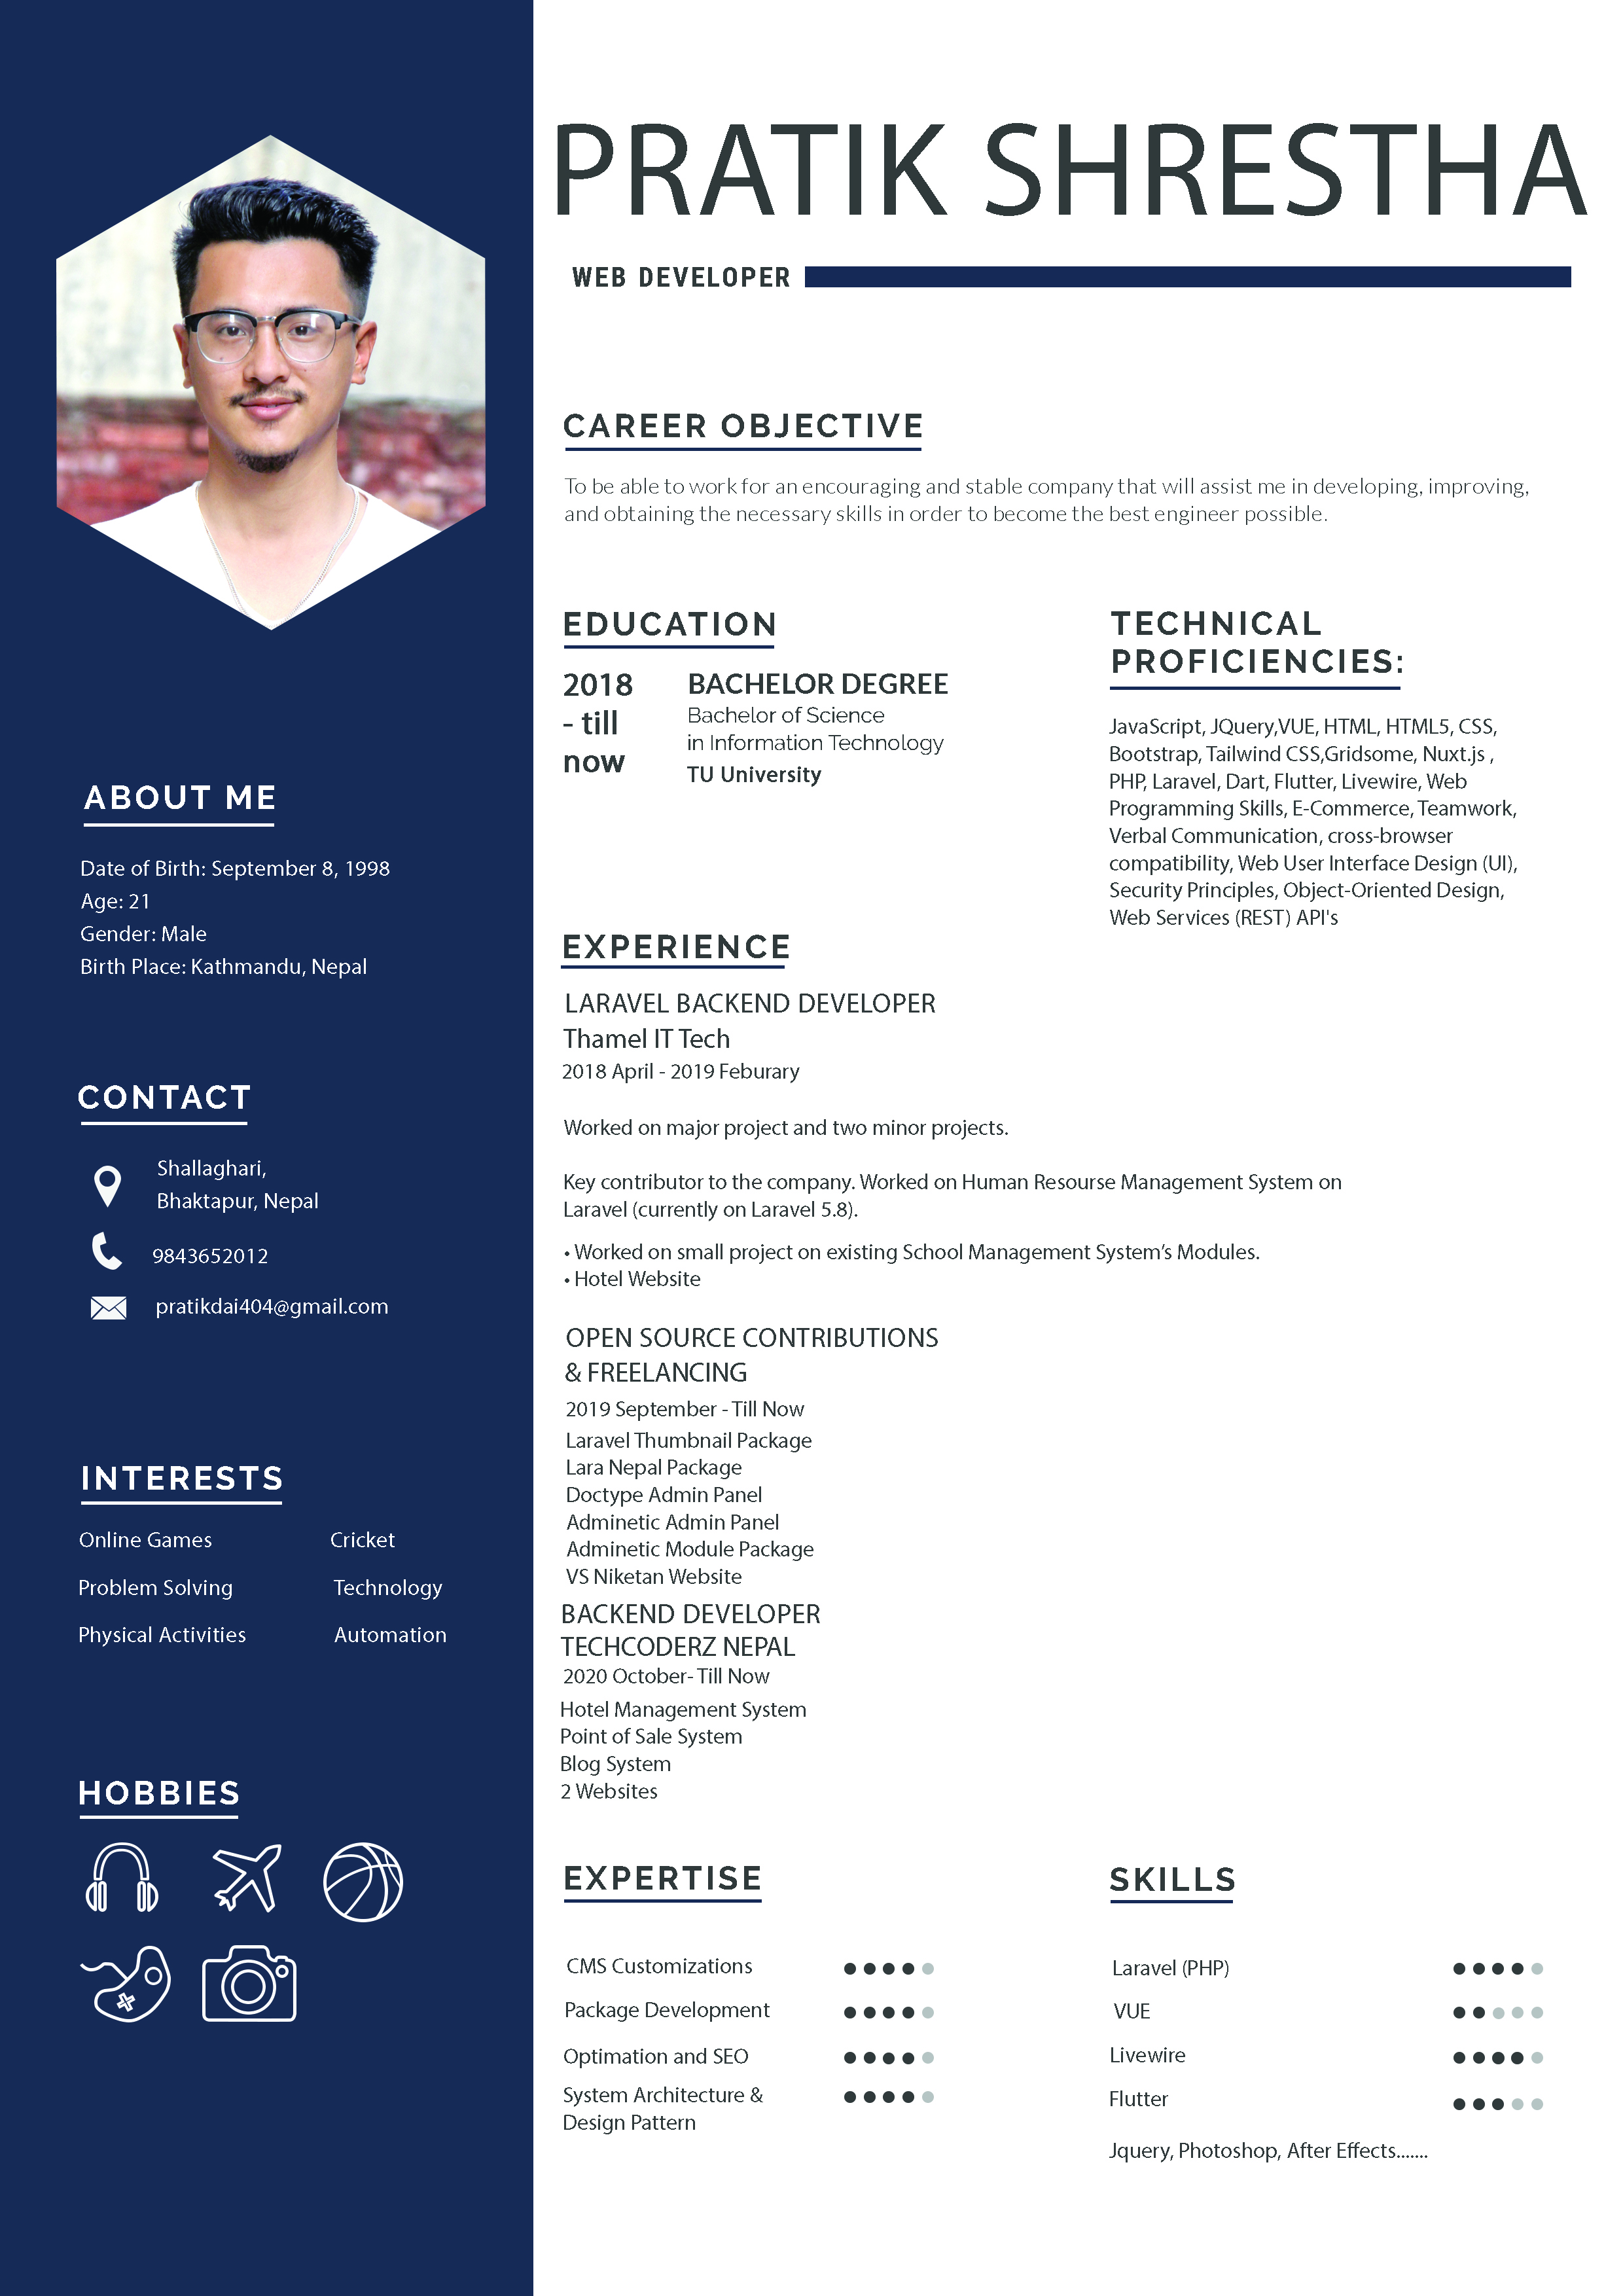 PRATIK SHRESTHA
WEB DEVELOPER
CAREER OBJECTIVE
To be able to work for an encouraging and stable company that will assist me in developing, improving,
and obtaining the necessary skills in order to become the best engineer possible.
EDUCATION
2018
- till
now
BACHELOR DEGREE
Bachelor of Science
in Information Technology
TU University
TECHNICAL
PROFICIENCIES:
JavaScript, JQuery,VUE, HTML, HTML5, CSS,
Bootstrap, Tailwind CSS,Gridsome, Nuxt.js ,
PHP, Laravel, Dart, Flutter, Livewire, Web
Programming Skills, E-Commerce, Teamwork,
Verbal Communication, cross-browser
compatibility, Web User Interface Design (UI),
Security Principles, Object-Oriented Design,
Web Services (REST) API's
ABOUT ME
Date of Birth: September 8, 1998
Age: 21
Gender: Male
Birth Place: Kathmandu, Nepal
CONTACT
Shallaghari,
Bhaktapur, Nepal
9843652012
pratikdai404@gmail.com
INTERESTS
Online Games
Cricket
Problem Solving
Technology
Physical Activities
Automation
HOBBIES
EXPERIENCE
LARAVEL BACKEND DEVELOPER
Thamel IT Tech
2018 April - 2019 Feburary
Worked on major project and two minor projects.
Key contributor to the company. Worked on Human Resourse Management System on
Laravel (currently on Laravel 5.8).
• Worked on small project on existing School Management System’s Modules.
• Hotel Website
OPEN SOURCE CONTRIBUTIONS
& FREELANCING
2019 September - Till Now
Laravel Thumbnail Package
Lara Nepal Package
Doctype Admin Panel
Adminetic Admin Panel
Adminetic Module Package
VS Niketan Website
BACKEND DEVELOPER
TECHCODERZ NEPAL
2020 October- Till Now
Hotel Management System
Point of Sale System
Blog System
2 Websites
EXPERTISE
CMS Customizations
Package Development
Optimation and SEO
System Architecture &
Design Pattern
SKILLS
Laravel (PHP)
VUE
Livewire
Flutter
Jquery, Photoshop, After Effects.......